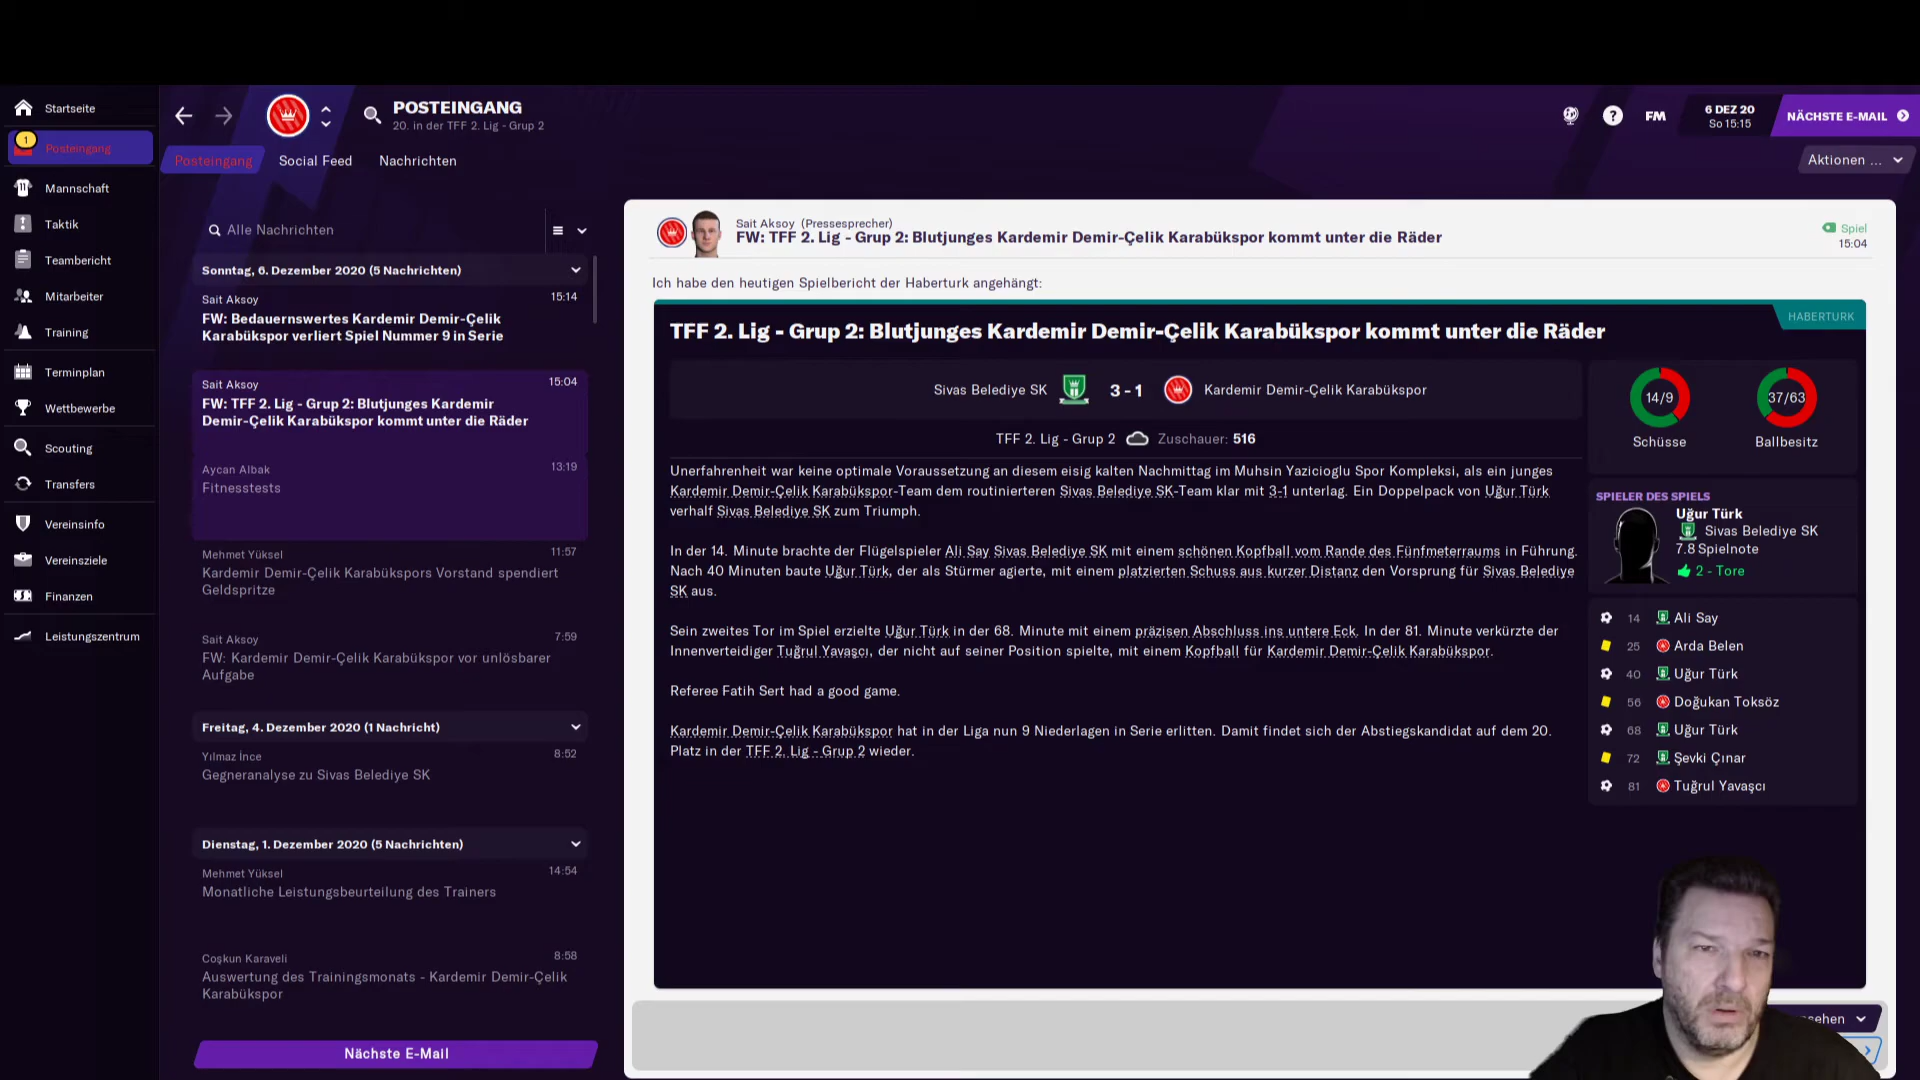 Startseite
1
Posteingang
Mannschaft
Taktik
Teambericht
Mitarbeiter
Training
Terminplan
Wettbewerbe
Scouting
Transfers
Vereinsinfo
Vereinsziele
Finanzen
Leistungszentrum
POSTEINGANG
20. in der TFF 2. Lig - Grup 2
FM
6 DEZ 20
So 15:15
NÄCHSTE E-MAIL
Posteingang
Social Feed
Nachrichten
Aktionen ...
Alle Nachrichten
Sonntag, 6. Dezember 2020 (5 Nachrichten)
Sait Aksoy
15:14
FW: Bedauernswertes Kardemir Demir-Çelik
Karabükspor verliert Spiel Nummer 9 in Serie
Sait Aksoy
15:04
FW: TFF 2. Lig - Grup 2: Blutjunges Kardemir
Demir-Çelik Karabükspor kommt unter die Räder
Aycan Albak
13:19
Fitnesstests
Mehmet Yüksel
11:57
Kardemir Demir-Çelik Karabükspors Vorstand spendiert
Geldspritze
Sait Aksoy
7:59
FW: Kardemir Demir-Çelik Karabükspor vor unlösbarer
Aufgabe
Freitag, 4. Dezember 2020 (1 Nachricht)
Yılmaz İnce
8:52
Gegneranalyse zu Sivas Belediye SK
Dienstag, 1. Dezember 2020 (5 Nachrichten)
Mehmet Yüksel
14:54
Monatliche Leistungsbeurteilung des Trainers
Coşkun Karaveli
8:58
Auswertung des Trainingsmonats - Kardemir Demir-Çelik
Karabükspor
Nächste E-Mail
Sait Aksoy (Pressesprecher)
FW: TFF 2. Lig - Grup 2: Blutjunges Kardemir Demir-Çelik Karabükspor kommt unter die Räder
Spiel
15:04
Ich habe den heutigen Spielbericht der Haberturk angehängt:
HABERTURK
TFF 2. Lig - Grup 2: Blutjunges Kardemir Demir-Çelik Karabükspor kommt unter die Räder
Sivas Belediye SK 3 - 1 Kardemir Demir-Çelik Karabükspor
TFF 2. Lig - Grup 2 Zuschauer: 516
Unerfahrenheit war keine optimale Voraussetzung an diesem eisig kalten Nachmittag im Muhsin Yazicioglu Spor Kompleksi, als ein junges
Kardemir Demir-Çelik Karabükspor-Team dem routinierteren Sivas Belediye SK-Team klar mit 3-1 unterlag. Ein Doppelpack von Uğur Türk
verhalf Sivas Belediye SK zum Triumph.
In der 14. Minute brachte der Flügelspieler Ali Say Sivas Belediye SK mit einem schönen Kopfball vom Rande des Fünfmeterraums in Führung.
Nach 40 Minuten baute Uğur Türk, der als Stürmer agierte, mit einem platzierten Schuss aus kurzer Distanz den Vorsprung für Sivas Belediye
SK aus.
Sein zweites Tor im Spiel erzielte Uğur Türk in der 68. Minute mit einem präzisen Abschluss ins untere Eck. In der 81. Minute verkürzte der
Innenverteidiger Tuğrul Yavaşcı, der nicht auf seiner Position spielte, mit einem Kopfball für Kardemir Demir-Çelik Karabükspor.
Referee Fatih Sert had a good game.
Kardemir Demir-Çelik Karabükspor hat in der Liga nun 9 Niederlagen in Serie erlitten. Damit findet sich der Abstiegskandidat auf dem 20.
Platz in der TFF 2. Lig - Grup 2 wieder.
14/9
37/63
Schüsse
Ballbesitz
SPIELER DES SPIELS
Uğur Türk
Sivas Belediye SK
7.8 Spielnote
2 - Tore
14 Ali Say
25 Arda Belen
40 Uğur Türk
56 Doğukan Toksöz
68 Uğur Türk
72 Şevki Çınar
81 Tuğrul Yavaşcı